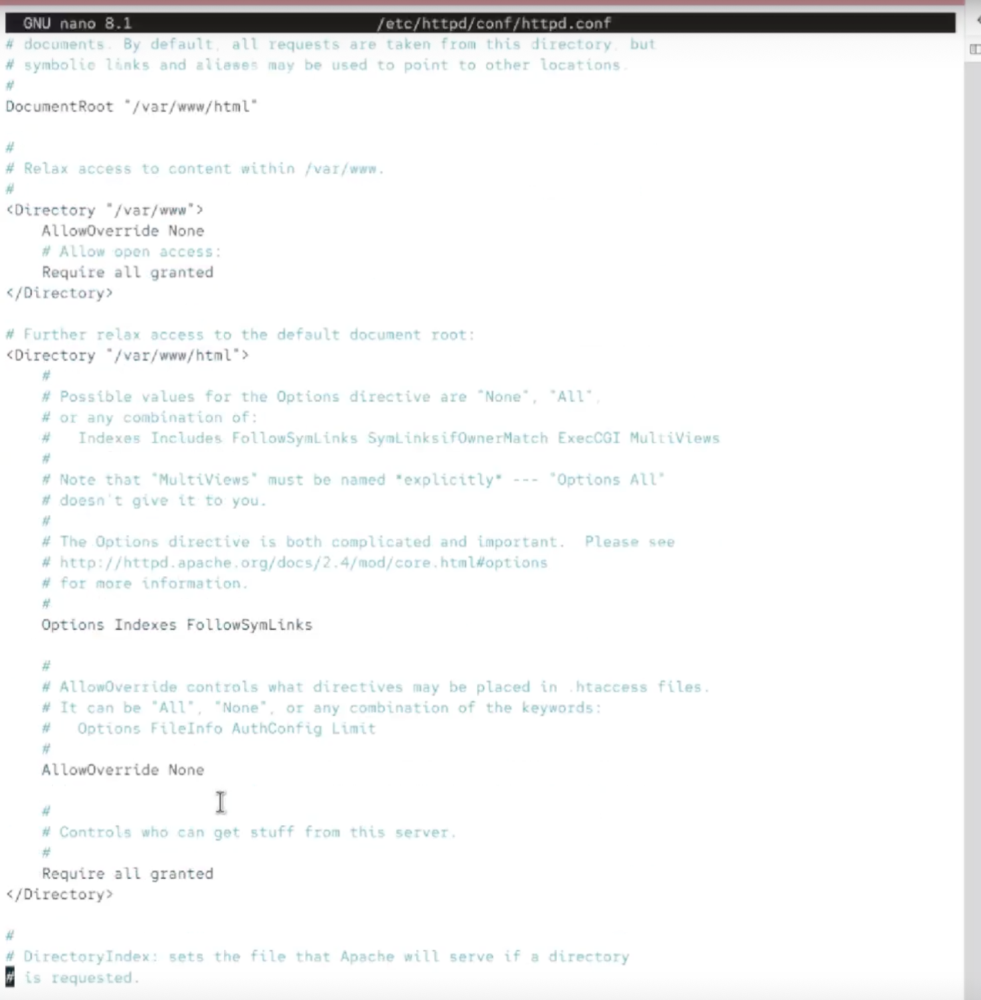 GNU nano 8.1 /etc/httpd/conf/httpd.conf
# documents. By default, all requests are taken from this directory, but
# symbolic links and aliases may be used to point to other locations.
#
DocumentRoot "/var/www/html"
#
# Relax access to content within /var/www.
#
<Directory "/var/www">
    AllowOverride None
    # Allow open access:
    Require all granted
</Directory>
# Further relax access to the default document root:
<Directory "/var/www/html">
    #
    # Possible values for the Options directive are "None", "All",
    # or any combination of:
    #   Indexes Includes FollowSymLinks SymLinksifOwnerMatch ExecCGI MultiViews
    #
    # Note that "MultiViews" must be named *explicitly* --- "Options All"
    # doesn't give it to you.
    #
    # The Options directive is both complicated and important.  Please see
    # http://httpd.apache.org/docs/2.4/mod/core.html#options
    # for more information.
    #
    Options Indexes FollowSymLinks
    #
    # AllowOverride controls what directives may be placed in .htaccess files.
    # It can be "All", "None", or any combination of the keywords:
    #   Options FileInfo AuthConfig Limit
    #
    AllowOverride None
    #
    # Controls who can get stuff from this server.
    #
    Require all granted
</Directory>
#
# DirectoryIndex: sets the file that Apache will serve if a directory
# is requested.